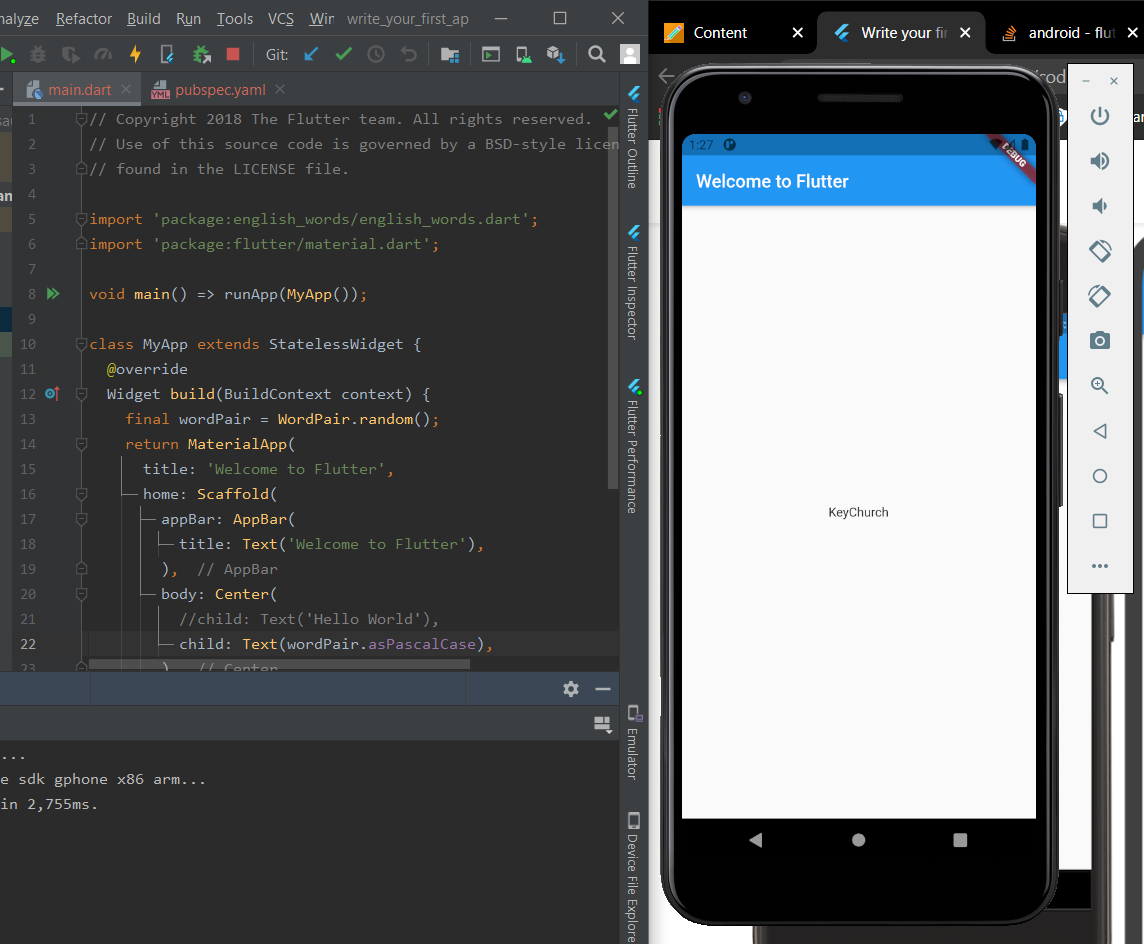 nalyze Refactor Build Run Tools VCS Win write_your_first_ap
Git:
main.dart
pubspec.yaml
1 // Copyright 2018 The Flutter team. All rights reserved.
2 // Use of this source code is governed by a BSD-style licen
3 // found in the LICENSE file.
4
5 import 'package:english_words/english_words.dart';
6 import 'package:flutter/material.dart';
7
8 void main() => runApp(MyApp());
9
10 class MyApp extends StatelessWidget {
11 @override
12 Widget build(BuildContext context) {
13 final wordPair = WordPair.random();
14 return MaterialApp(
15 title: 'Welcome to Flutter',
16 home: Scaffold(
17 appBar: AppBar(
18 title: Text('Welcome to Flutter'),
19 ), // AppBar
20 body: Center(
21 //child: Text('Hello World'),
22 child: Text(wordPair.asPascalCase),
23 ) // Center
...
e sdk gphone x86 arm...
in 2,755ms.
Flutter Outline
Flutter Inspector
Flutter Performance
Emulator
Device File Explore
Content
Write your fir
android - flut
cod
1:27
DEBUG
Welcome to Flutter
KeyChurch